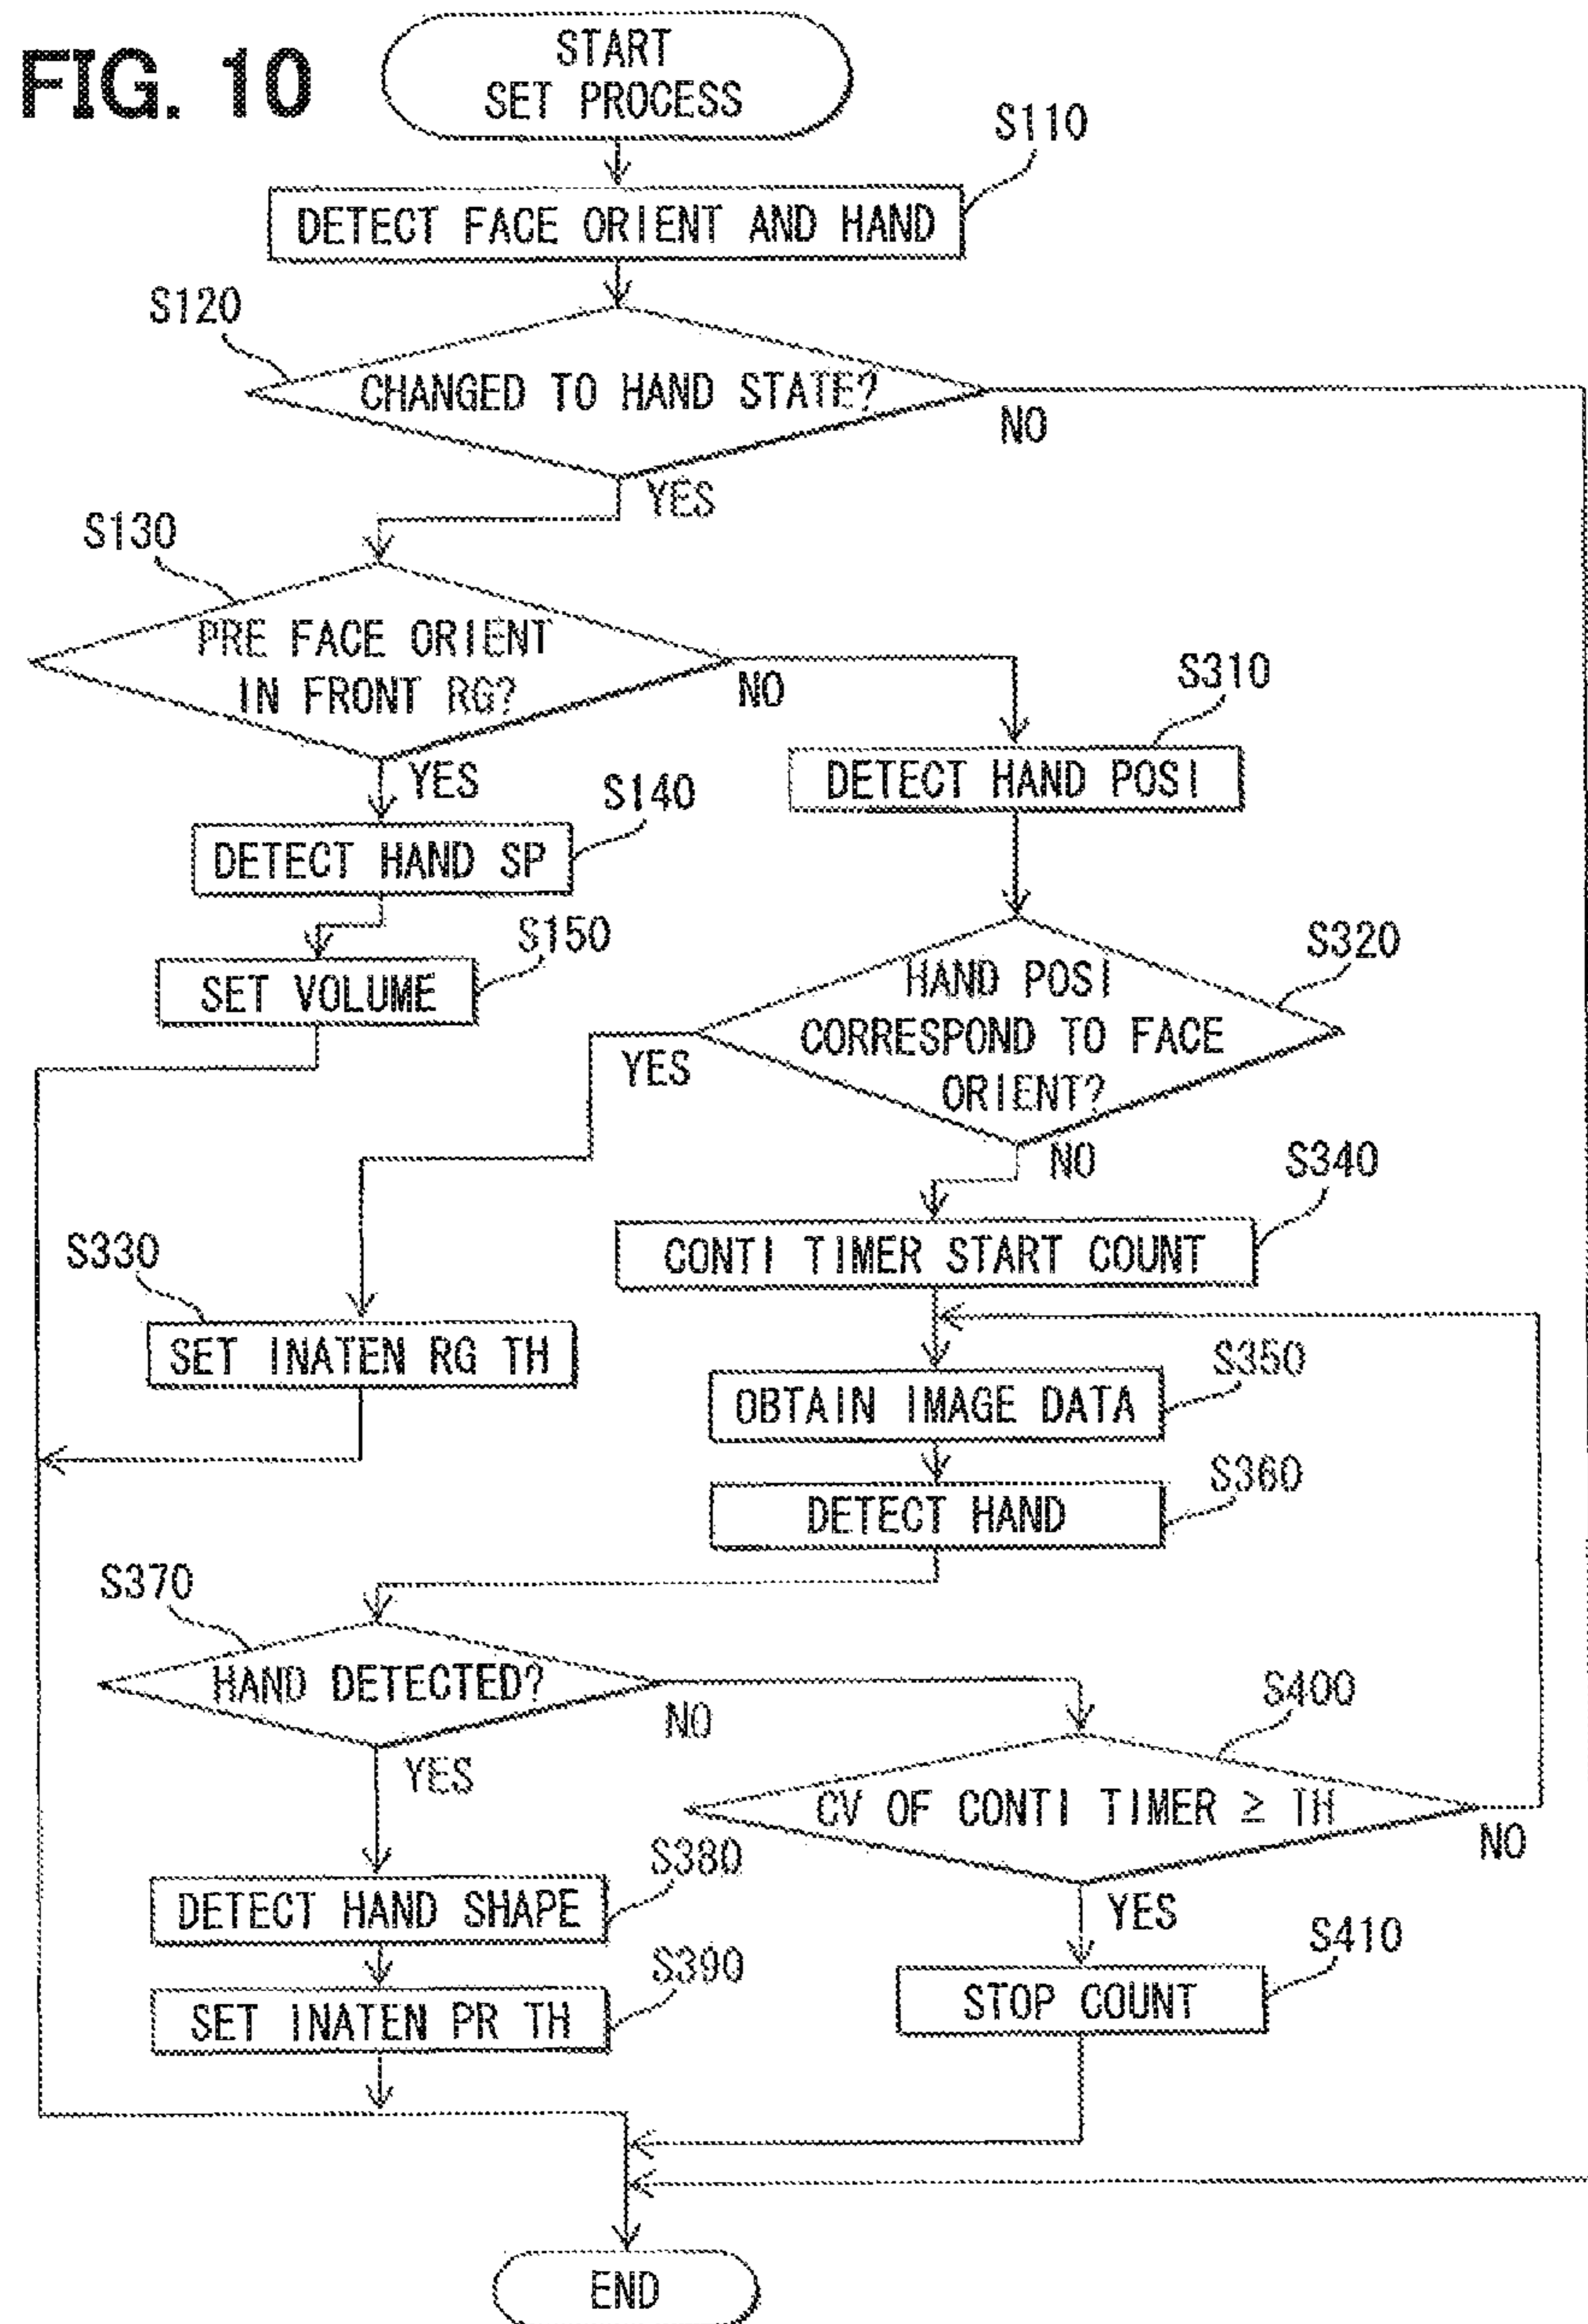 FIG. 10
START
SET PROCESS
S110
DETECT FACE ORIENT AND HAND
S120
CHANGED TO HAND STATE?
NO
YES
S130
PRE FACE ORIENT
IN FRONT RG?
NO
YES
S310
DETECT HAND POSI
S140
DETECT HAND SP
S150
SET VOLUME
S320
HAND POSI
CORRESPOND TO FACE
ORIENT?
YES
NO
S340
CONTI TIMER START COUNT
S330
SET INATEN RG TH
S350
OBTAIN IMAGE DATA
S360
DETECT HAND
S370
HAND DETECTED?
NO
YES
S400
CV OF CONTI TIMER ≥ TH
NO
YES
S380
DETECT HAND SHAPE
S390
SET INATEN PR TH
S410
STOP COUNT
END